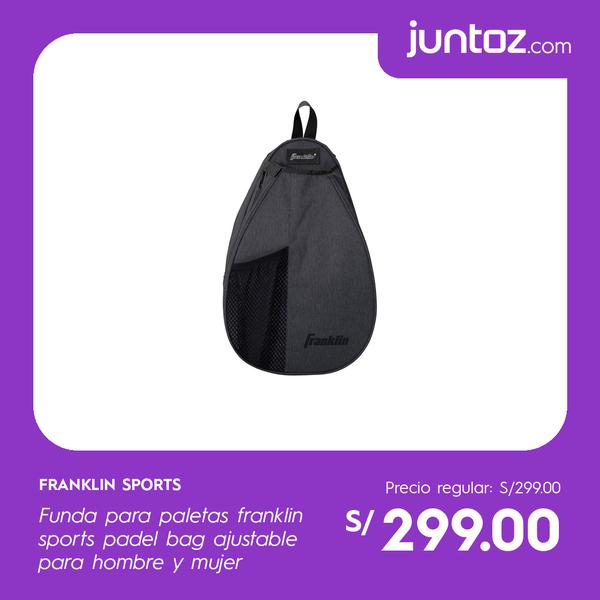 juntoz.com
Franklin
Franklin
FRANKLIN SPORTS
Funda para paletas franklin
sports padel bag ajustable
para hombre y mujer
Precio regular: S/299.00
S/ 299.00